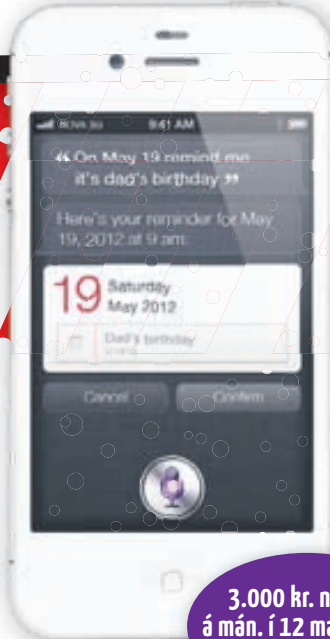 9:41 AM
“ On May 19 remind me
it's dad's birthday ”
Here's your reminder for May
19, 2012 at 9 am:
19 Saturday
May 2012
Dad's birthday
Cancel Confirm
3.000 kr.
á mán. í 12